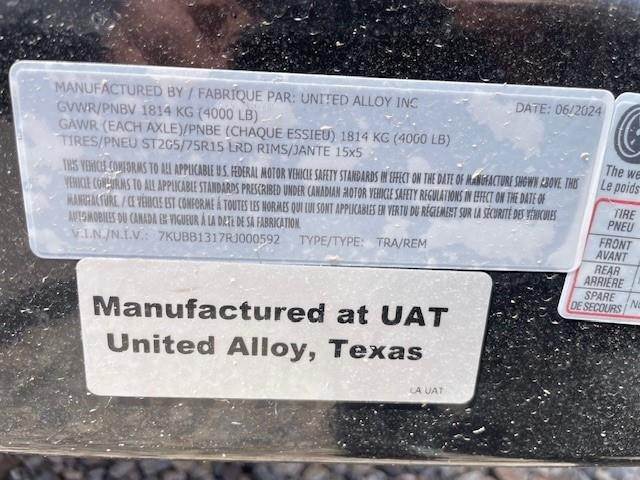 MANUFACTURED BY / FABRIQUE PAR: UNITED ALLOY INC DATE: 06/2024
GVWR/PNBV 1814 KG (4000 LB)
GAWR (EACH AXLE)/PNBE (CHAQUE ESSIEU) 1814 KG (4000 LB)
TIRES/PNEU ST205/75R15 LRD RIMS/JANTE 15x5
THIS VEHICLE CONFORMS TO ALL APPLICABLE U.S. FEDERAL MOTOR VEHICLE SAFETY STANDARDS IN EFFECT ON THE DATE OF MANUFACTURE SHOWN ABOVE. THIS
VEHICLE CONFORMS TO ALL APPLICABLE STANDARDS PRESCRIBED UNDER CANADIAN MOTOR VEHICLE SAFETY REGULATIONS IN EFFECT ON THE DATE OF
MANUFACTURE. / CE VÉHICLE EST CONFORME Á TOUTES LES NORMES QUI LUI SONT APPLICABLES EN VERTU DU RÉGLEMENT SUR LA SÉCURITÉ DES VÉHICULES
AUTOMOBILES DU CANADA EN VIGUEUR Á LA DATE DE SA FABRICATION.
V.I.N./N.I.V.: 7KUBB1317RJ000592 TYPE/TYPE: TRA/REM
Manufactured at UAT
United Alloy, Texas
LA UAT
The we
Le poids
TIRE
PNEU
FRONT
AVANT
REAR
ARRIÈRE
SPARE
DE SECOURS